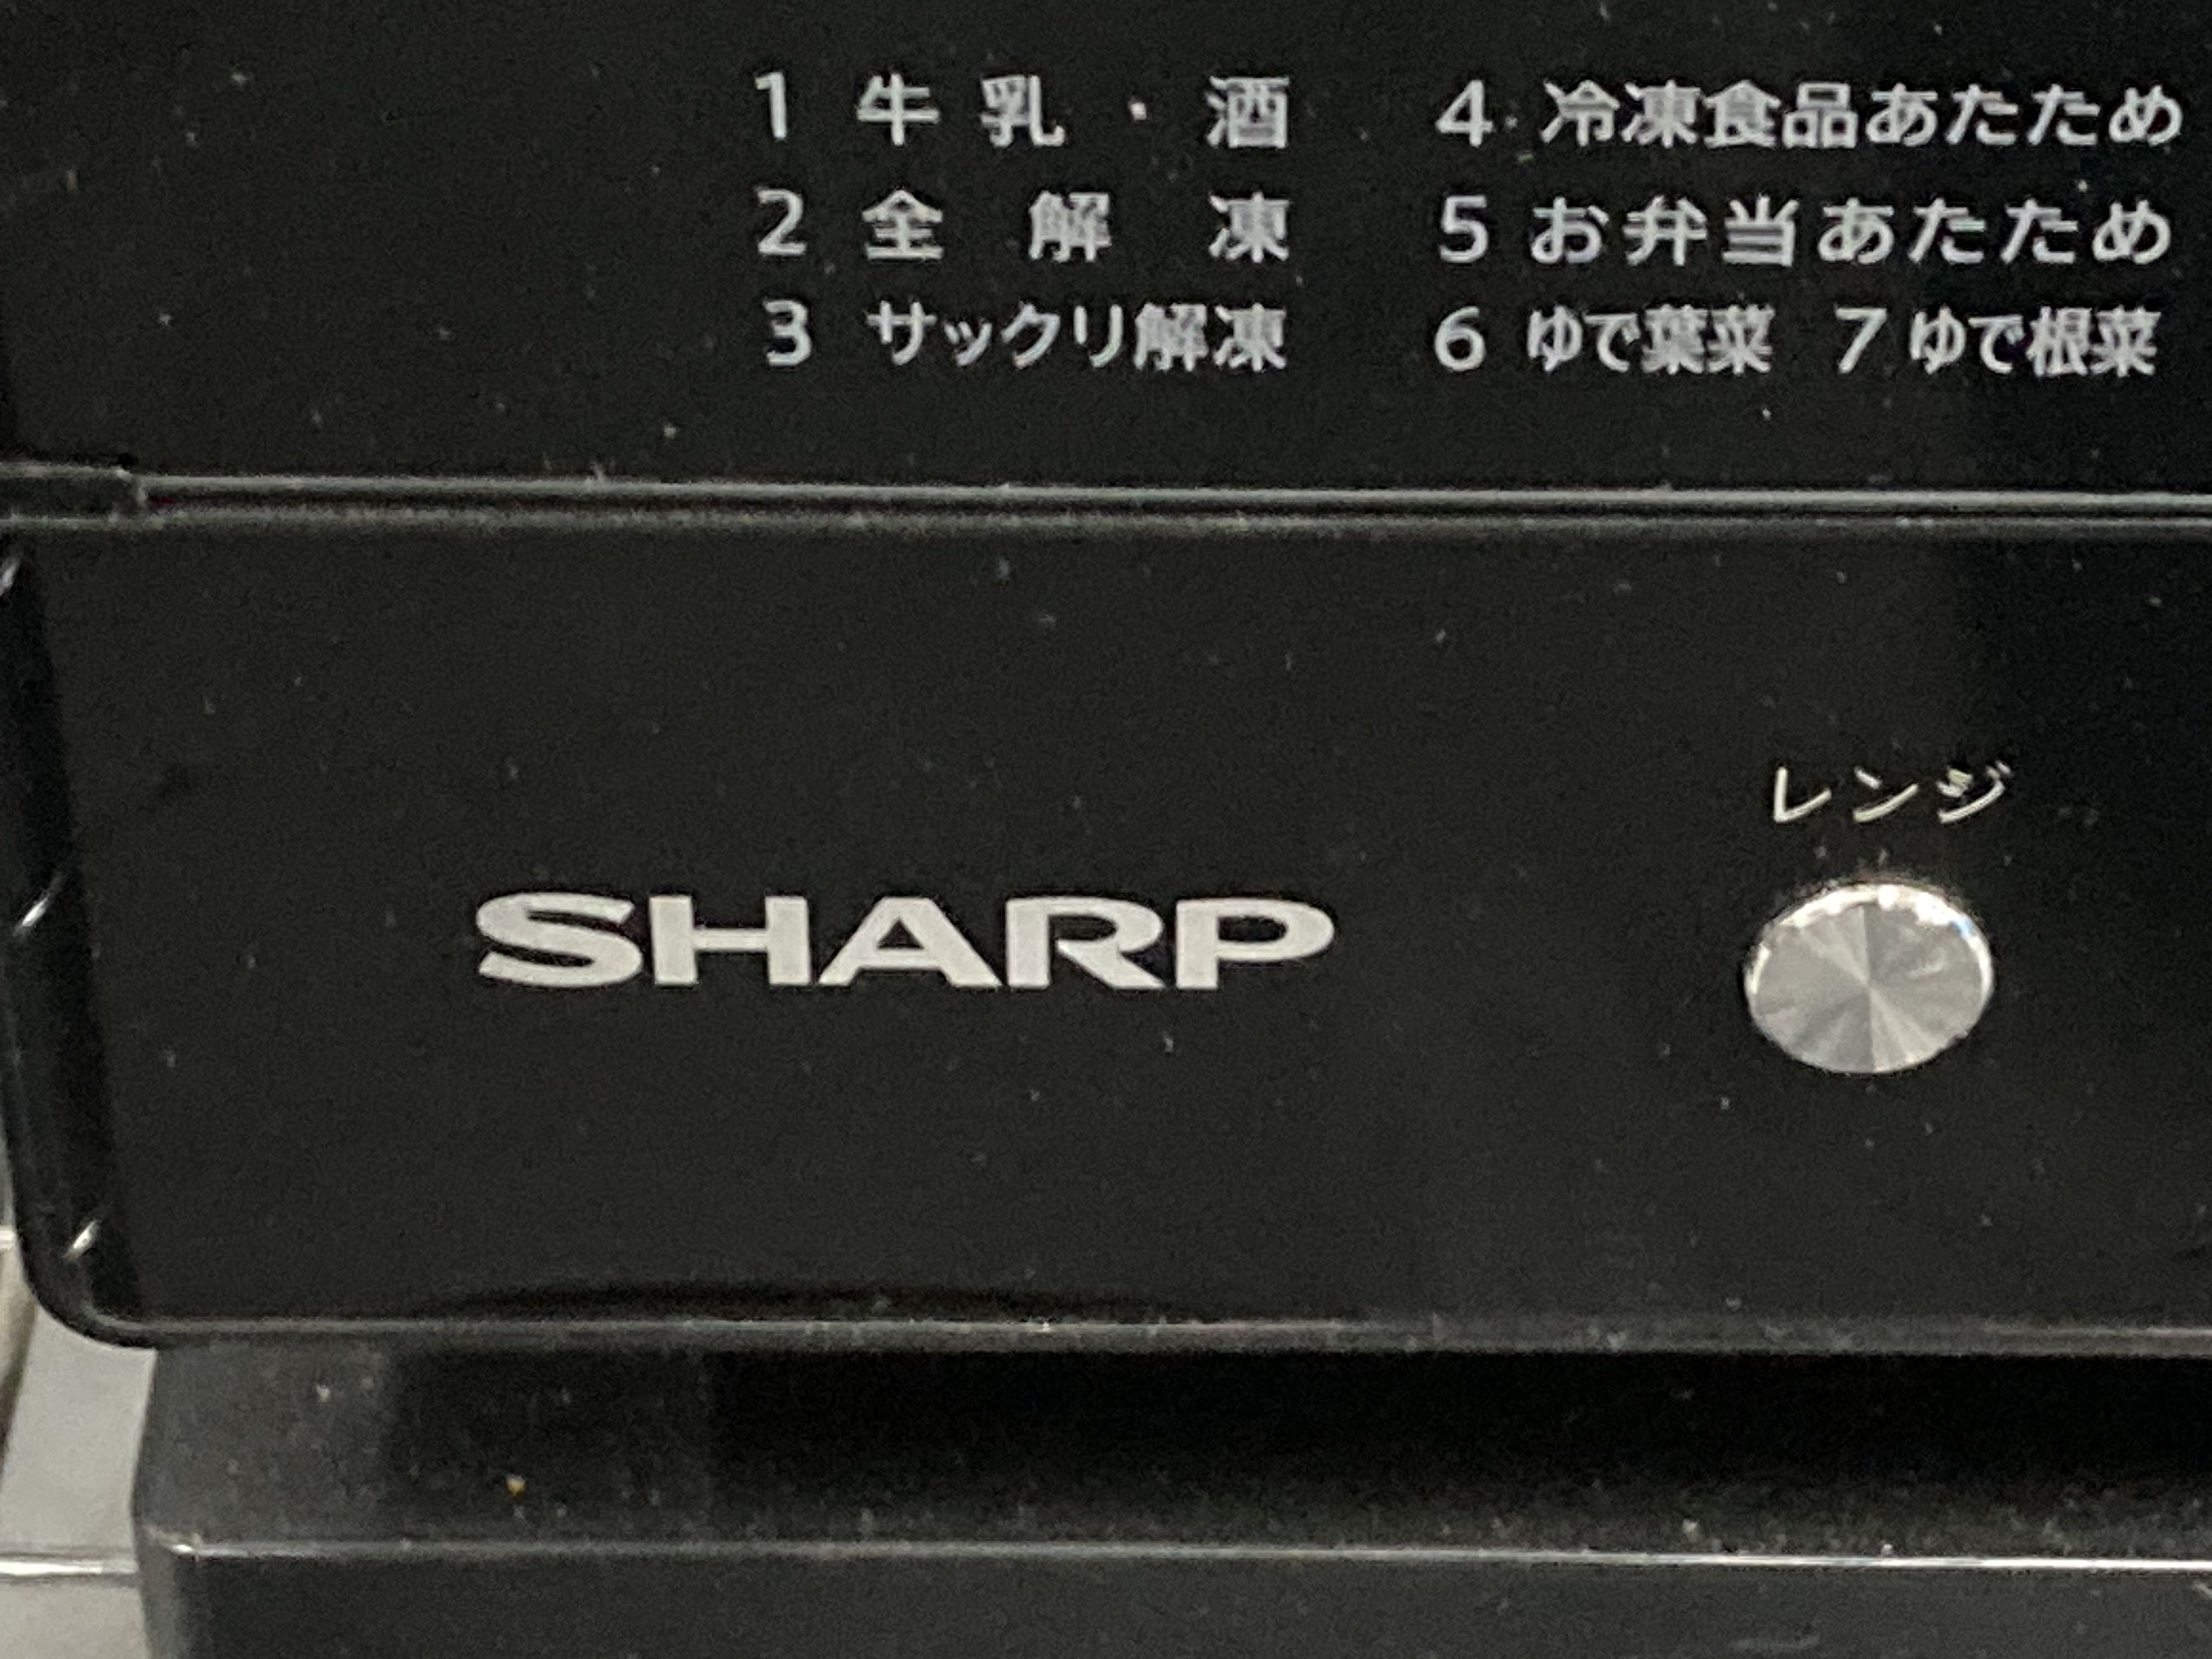 1 牛乳・酒 4 冷凍食品あたため
2 全解凍 5 お弁当あたため
3 サックリ解凍 6 ゆで葉菜 7 ゆで根菜
レンジ
SHARP